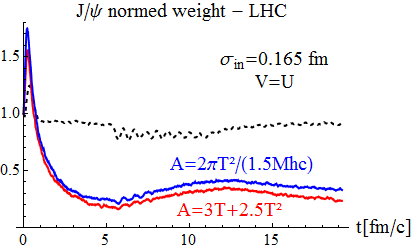 J/ψ normed weight − LHC
1.5
σin=0.165 fm
V=U
1.0
A=2πT²/(1.5Mhc)
0.5
A=3T+2.5T²
0 5 10 15 t[fm/c]